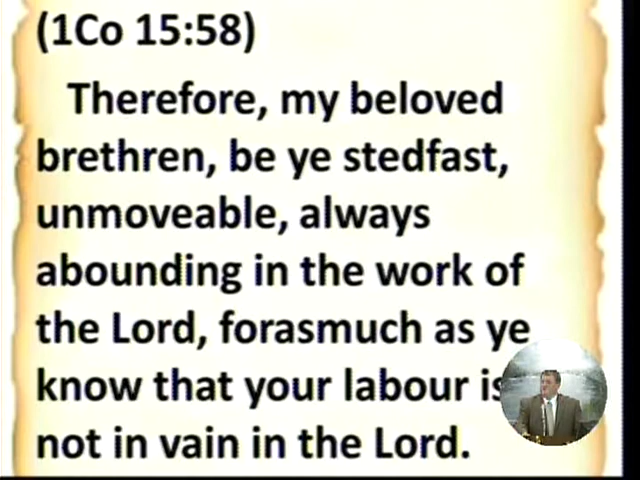 (1Co 15:58)
Therefore, my beloved
brethren, be ye stedfast,
unmoveable, always
abounding in the work of
the Lord, forasmuch as ye
know that your labour is
not in vain in the Lord.